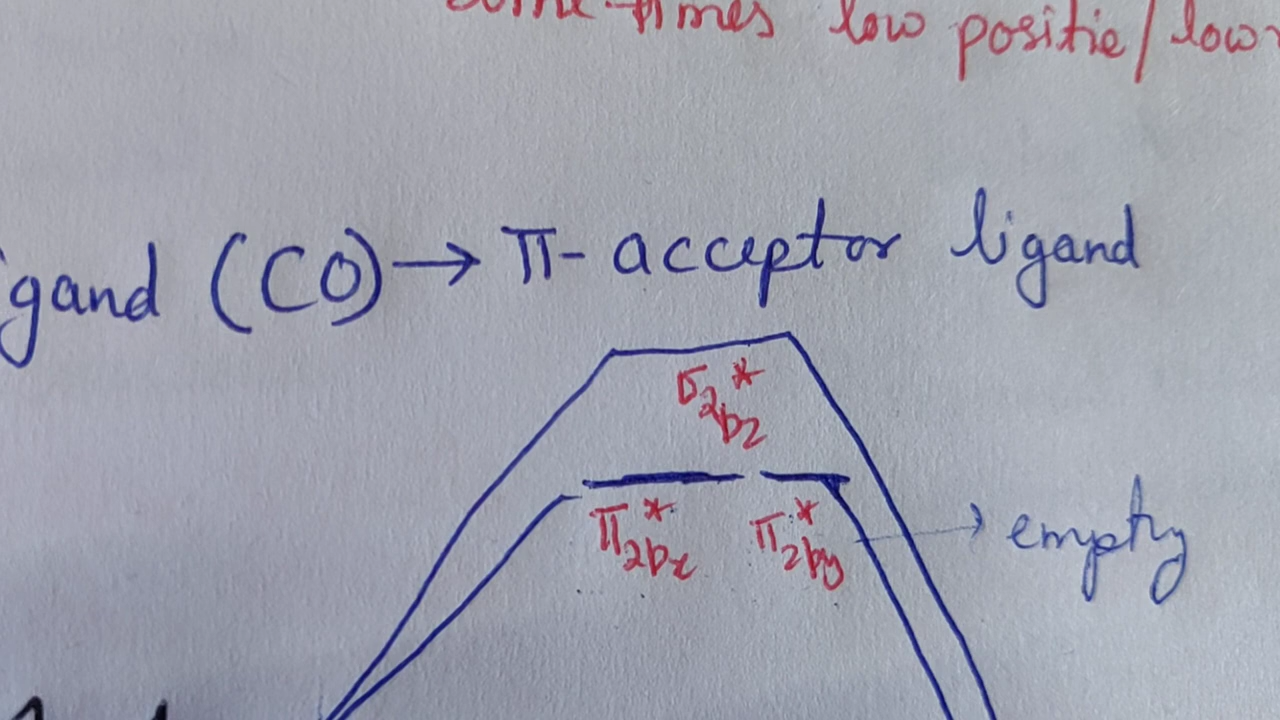 times low positie/low
gand (CO) → π-acceptor ligand
σ*2pz
π*2px π*2py → empty